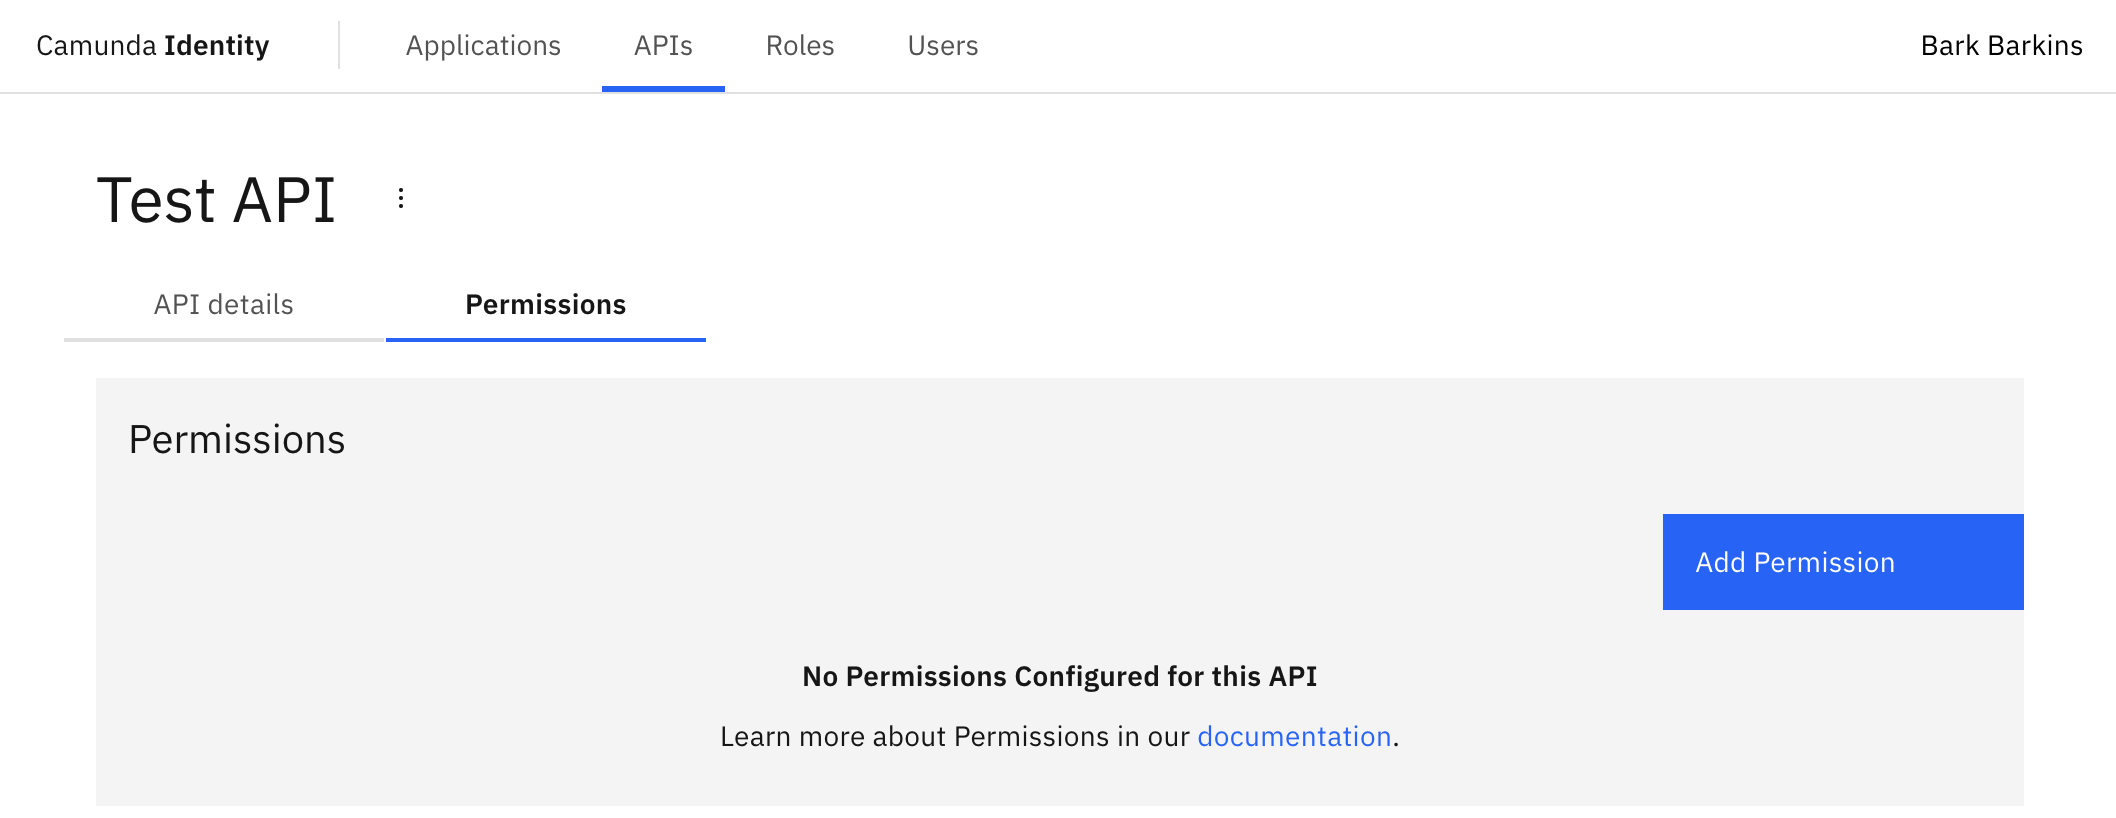 Camunda Identity Applications APIs Roles Users Bark Barkins
Test API
API details Permissions
Permissions
Add Permission
No Permissions Configured for this API
Learn more about Permissions in our documentation.